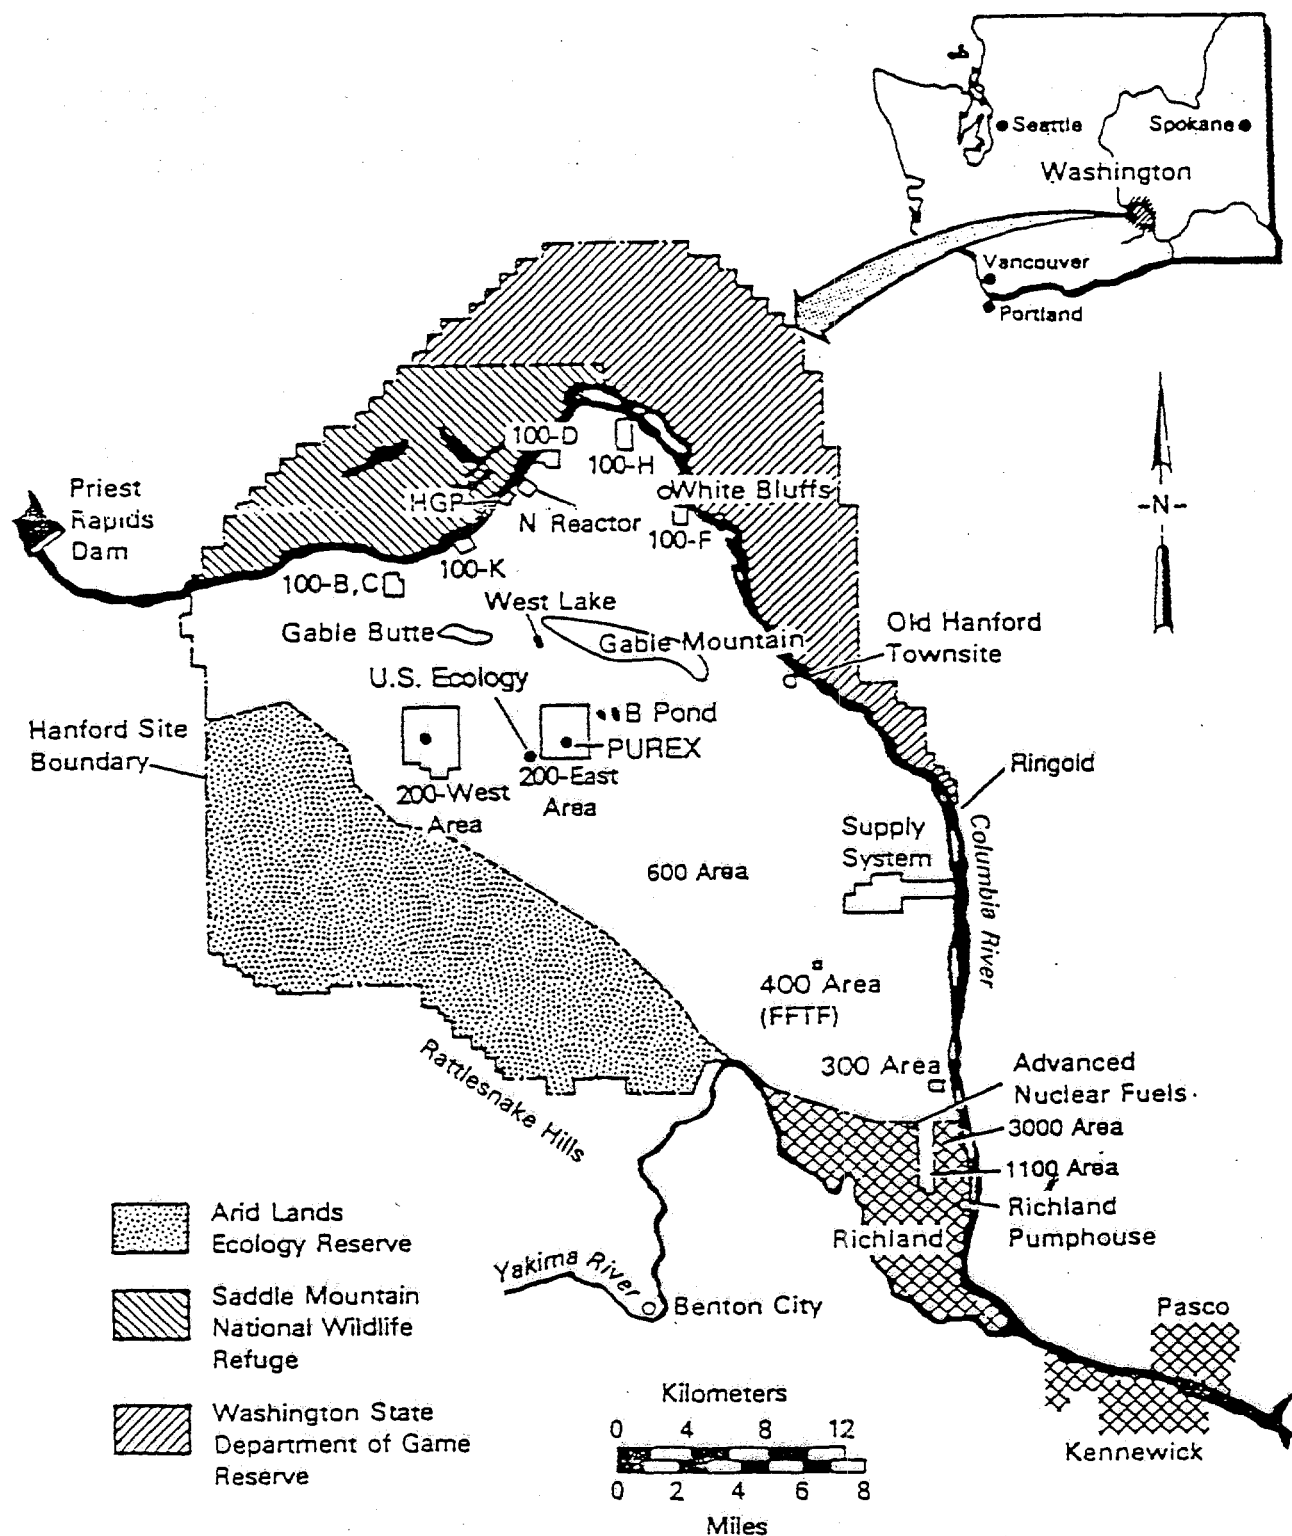 Seattle
Spokane
Washington
Vancouver
Portland
100-D
100-H
Priest
Rapids
Dam
HGP
White Bluffs
N Reactor
-N-
100-F
100-K
100-B,C
West Lake
Gable Butte
Gable Mountain
Old Hanford
Townsite
U.S. Ecology
Hanford Site
Boundary
B Pond
PUREX
200-West
Area
200-East
Area
Ringold
Columbia River
Supply
System
600 Area
400 Area
(FFTF)
300 Area
Advanced
Nuclear Fuels
3000 Area
1100 Area
Richland
Pumphouse
Richland
Rattlesnake Hills
Yakima River
Benton City
Pasco
Kennewick
Arid Lands
Ecology Reserve
Saddle Mountain
National Wildlife
Refuge
Washington State
Department of Game
Reserve
Kilometers
0 4 8 12
0 2 4 6 8
Miles